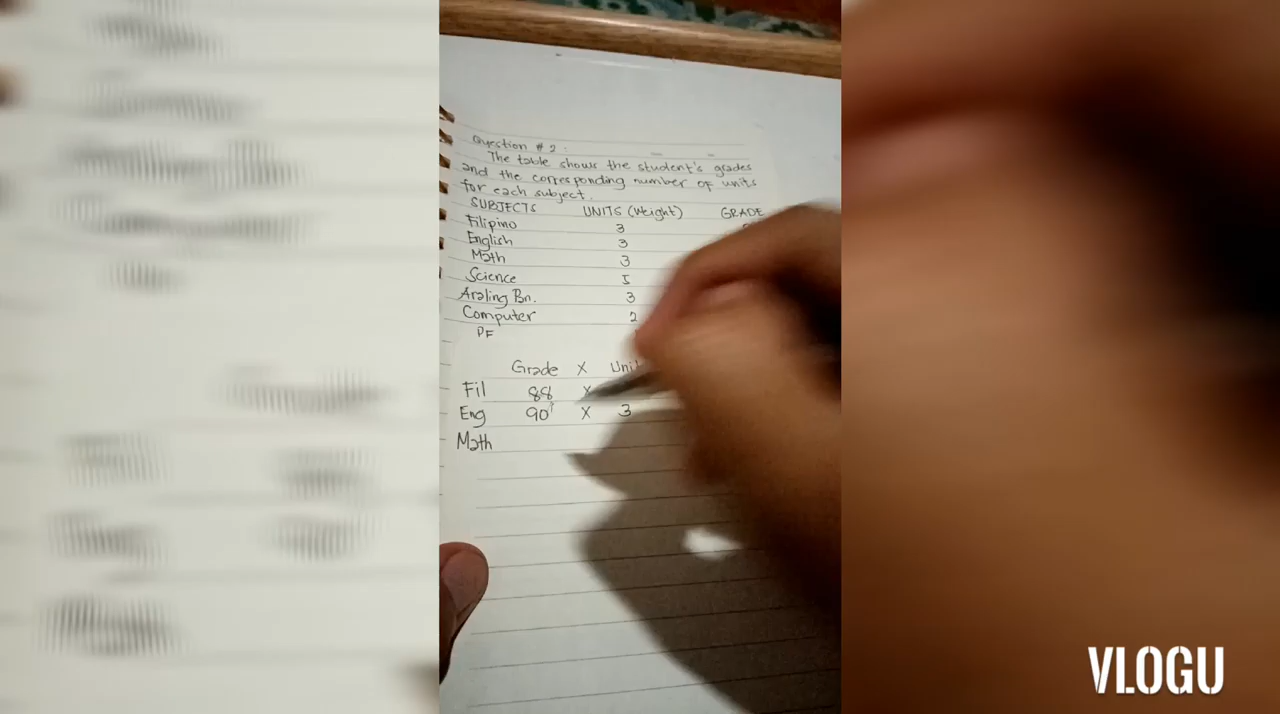 Question # 2 :
The table shows the student's grades
and the corresponding number of units
for each subject.
SUBJECTS UNITS (Weight) GRADE
Filipino 3
English 3
Math 3
Science 5
Araling Pn. 3
Computer 2
PE
Grade X Unit
Fil 88 X
Eng 90 X 3
Math
VLOGU